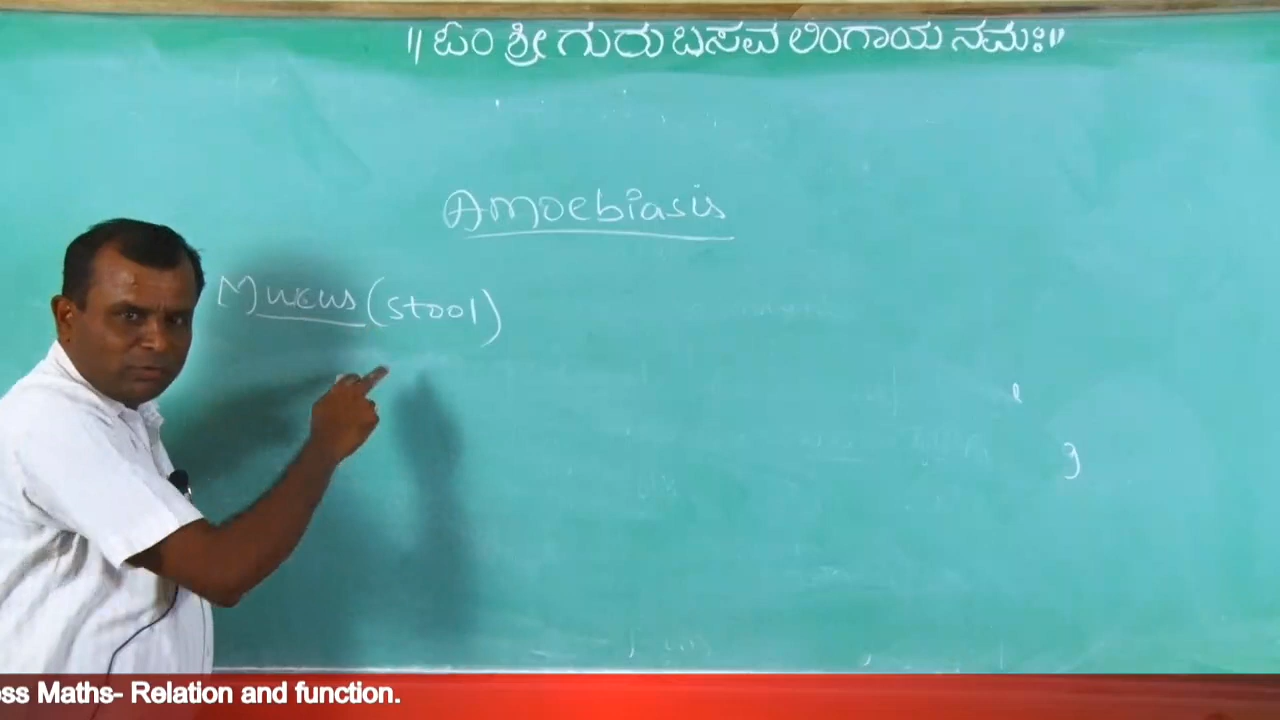 || ಓಂ ಶ್ರೀ ಗುರು ಬಸವ ಲಿಂಗಾಯ ನಮಃ ||
Amoebiasis
Mucus (stool)
ss Maths- Relation and function.